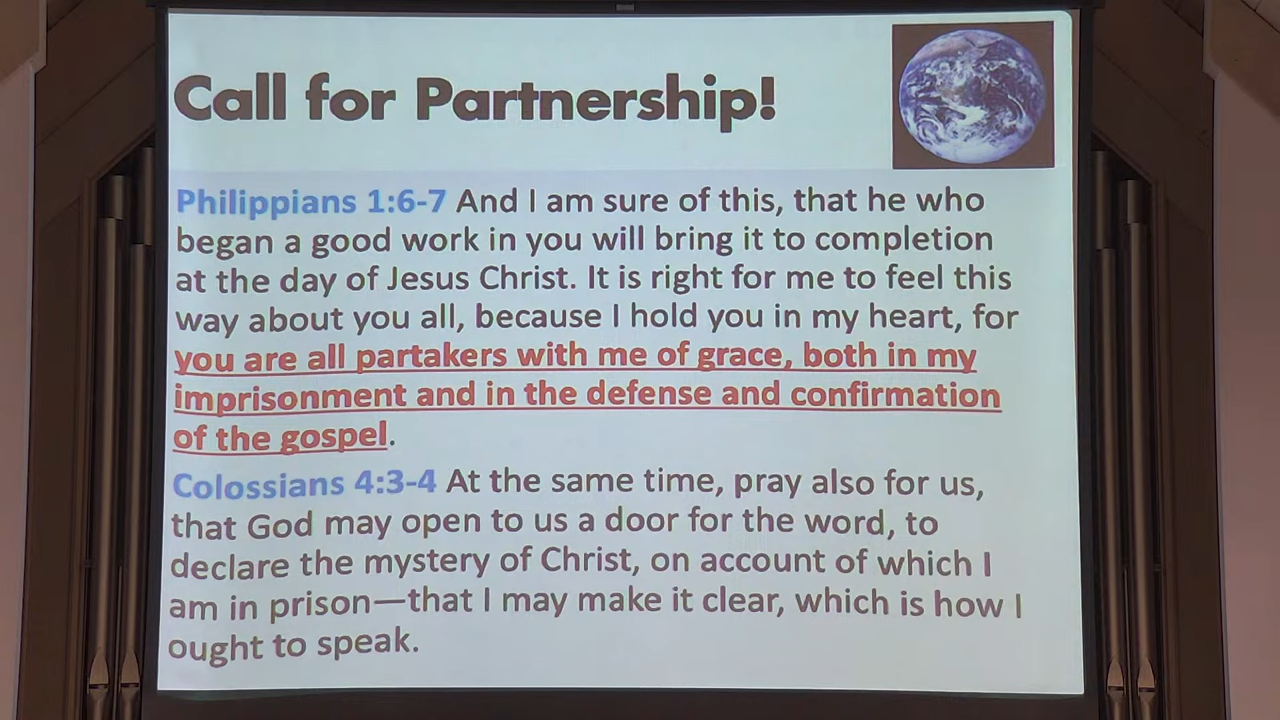 Call for Partnership!
Philippians 1:6-7 And I am sure of this, that he who
began a good work in you will bring it to completion
at the day of Jesus Christ. It is right for me to feel this
way about you all, because I hold you in my heart, for
you are all partakers with me of grace, both in my
imprisonment and in the defense and confirmation
of the gospel.
Colossians 4:3-4 At the same time, pray also for us,
that God may open to us a door for the word, to
declare the mystery of Christ, on account of which I
am in prison—that I may make it clear, which is how I
ought to speak.